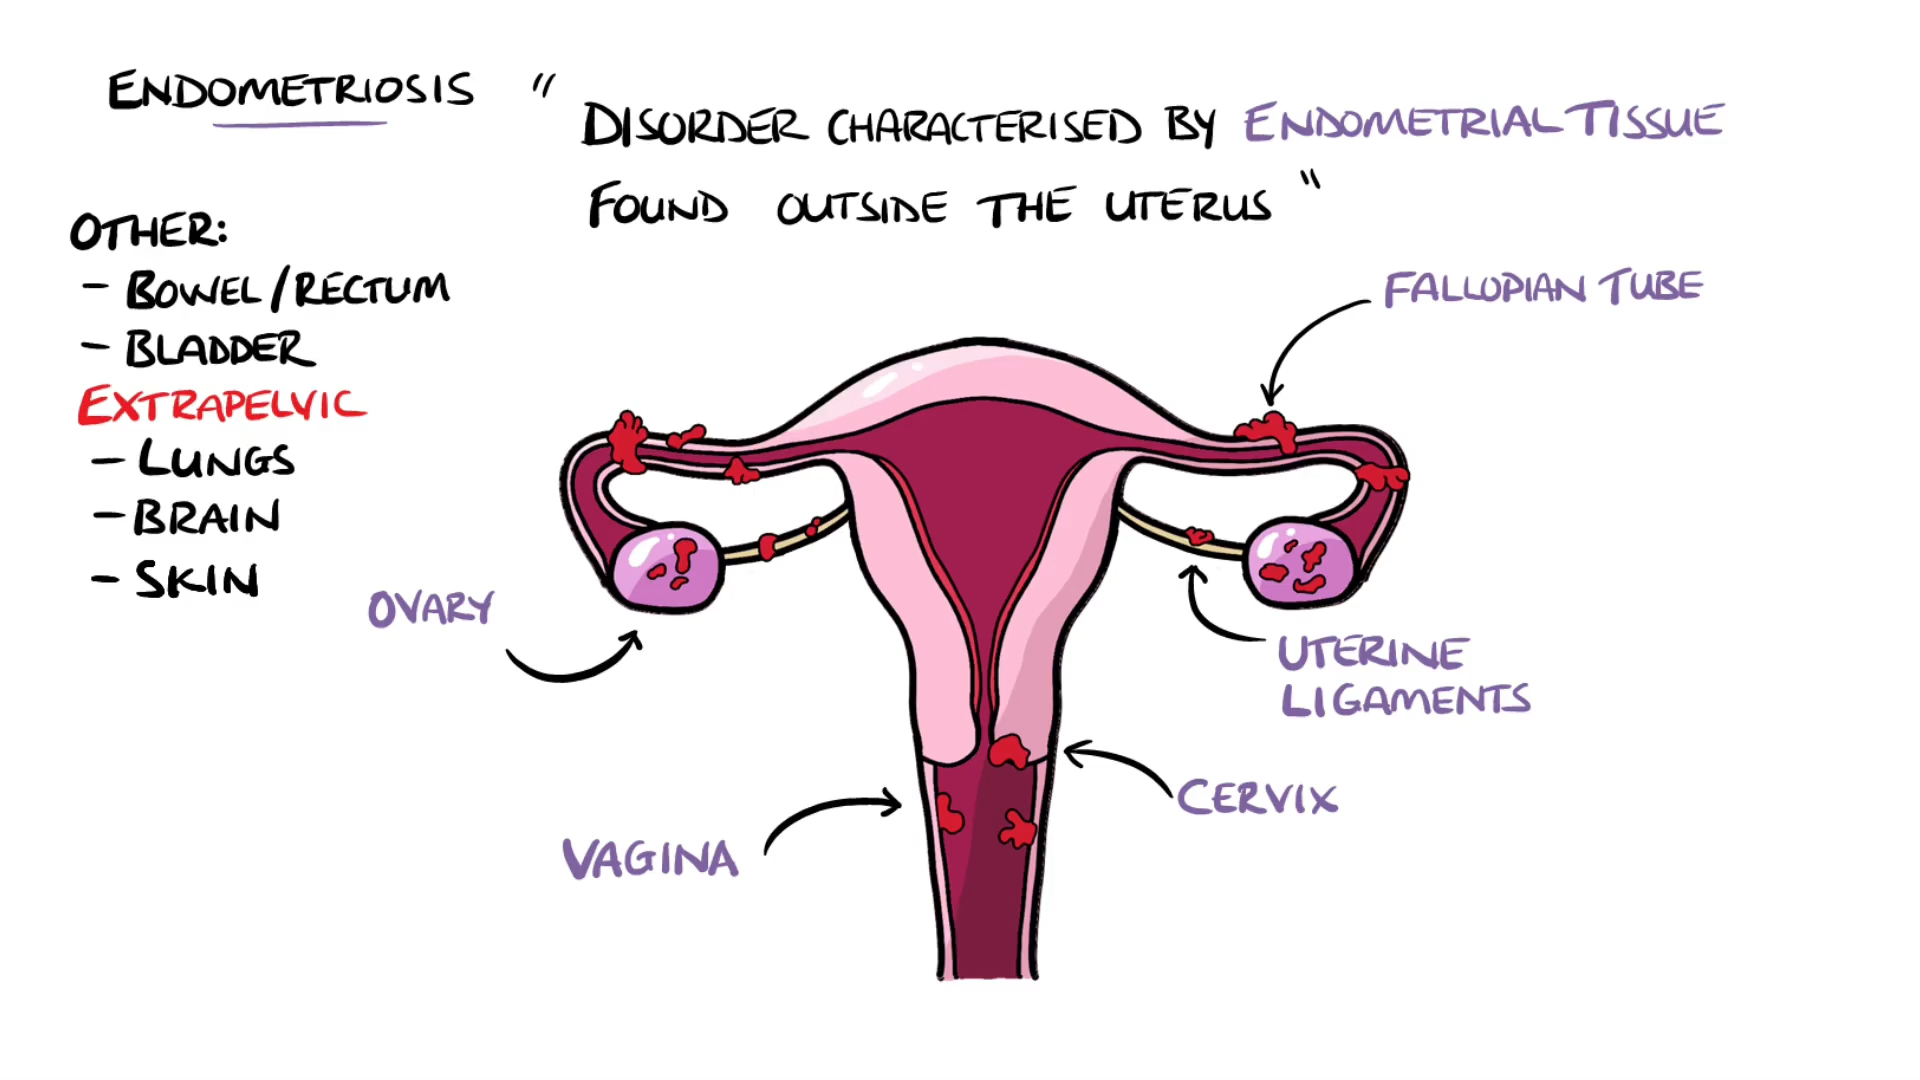 ENDOMETRIOSIS
" DISORDER CHARACTERISED BY ENDOMETRIAL TISSUE
FOUND OUTSIDE THE UTERUS "
OTHER:
- BOWEL/RECTUM
- BLADDER
EXTRAPELVIC
- LUNGS
- BRAIN
- SKIN
FALLOPIAN TUBE
OVARY
UTERINE
LIGAMENTS
CERVIX
VAGINA